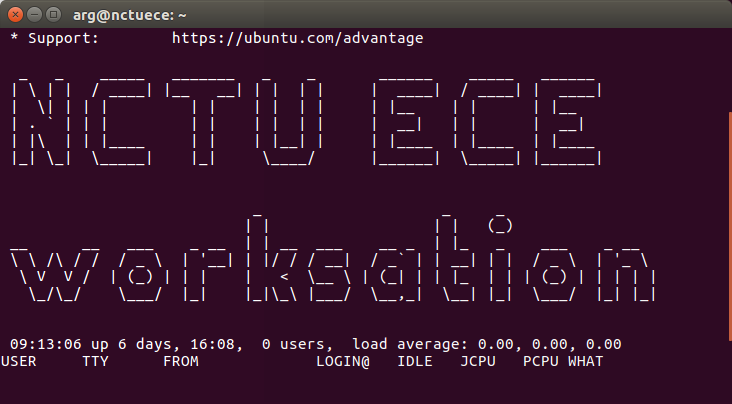 arg@nctuece: ~
* Support: https://ubuntu.com/advantage
NCTU ECE
worksation
09:13:06 up 6 days, 16:08, 0 users, load average: 0.00, 0.00, 0.00
USER TTY FROM LOGIN@ IDLE JCPU PCPU WHAT